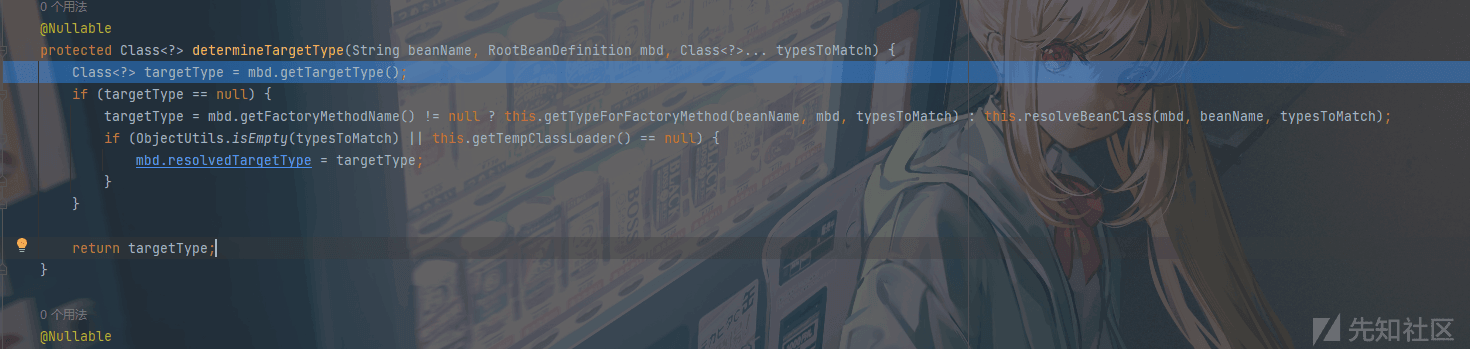 0 个用法
@Nullable
protected Class<?> determineTargetType(String beanName, RootBeanDefinition mbd, Class<?>... typesToMatch) {
Class<?> targetType = mbd.getTargetType();
if (targetType == null) {
targetType = mbd.getFactoryMethodName() != null ? this.getTypeForFactoryMethod(beanName, mbd, typesToMatch) : this.resolveBeanClass(mbd, beanName, typesToMatch);
if (ObjectUtils.isEmpty(typesToMatch) || this.getTempClassLoader() == null) {
mbd.resolvedTargetType = targetType;
}
}
return targetType;
}
0 个用法
@Nullable
先知社区